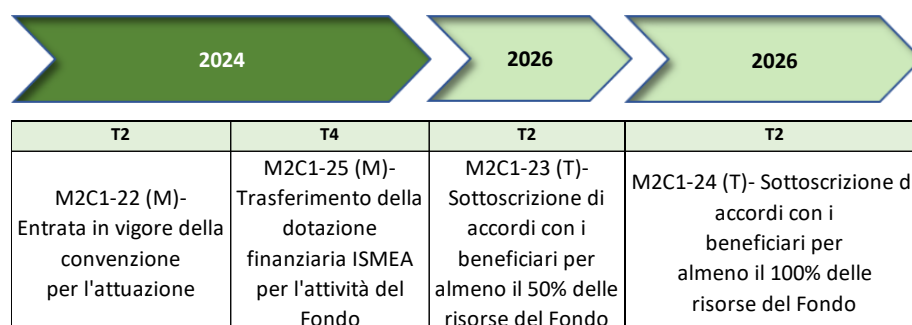 2024
2026
2026
T2
T4
T2
T2
M2C1-22 (M)-
Entrata in vigore della
convenzione
per l'attuazione
M2C1-25 (M)-
Trasferimento della
dotazione
finanziaria ISMEA
per l'attività del
Fondo
M2C1-23 (T)-
Sottoscrizione di
accordi con i
beneficiari per
almeno il 50% delle
risorse del Fondo
M2C1-24 (T)- Sottoscrizione d
accordi con i
beneficiari per
almeno il 100% delle
risorse del Fondo